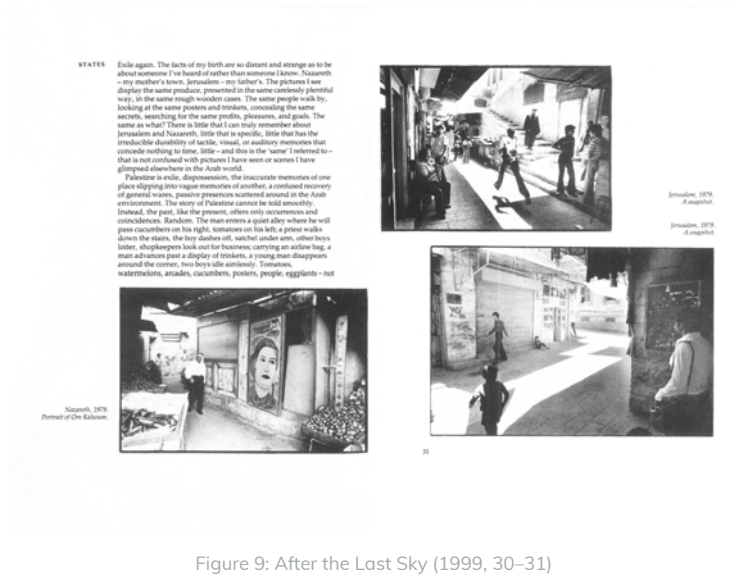 STATES
Exile again. The facts of my birth are so distant and strange as to be
about someone I've heard of rather than someone I know. Nazareth
– my mother's town. Jerusalem – my father's. The pictures I see
display the same produce, presented in the same carelessly plentiful
way, in the same rough wooden cases. The same people walk by,
looking at the same posters and trinkets, concealing the same
secrets, searching for the same profits, pleasures, and goals. The
same as what? There is little that I can truly remember about
Jerusalem and Nazareth, little that is specific, little that has the
irreducible durability of tactile, visual, or auditory memories that
concede nothing to time, little – and this is the 'same' I referred to –
that is not confused with pictures I have seen or scenes I have
glimpsed elsewhere in the Arab world.
Palestine is exile, dispossession, the inaccurate memories of one
place slipping into vague memories of another, a confused recovery
of general wares, passive presences scattered around in the Arab
environment. The story of Palestine cannot be told smoothly.
Instead, the past, like the present, offers only occurrences and
coincidences. Random. The man enters a quiet alley where he will
pass cucumbers on his right, tomatoes on his left; a priest walks
down the stairs, the boy dashes off, satchel under arm, other boys
loiter, shopkeepers look out for business; carrying an airline bag, a
man advances past a display of trinkets, a young man disappears
around the corner, two boys idle aimlessly. Tomatoes,
watermelons, arcades, cucumbers, posters, people, eggplants – not
Nazareth, 1979.
Portrait of Om Kalsoum.
Jerusalem, 1979.
A snapshot.
Jerusalem, 1979.
A snapshot.
31
Figure 9: After the Last Sky (1999, 30–31)